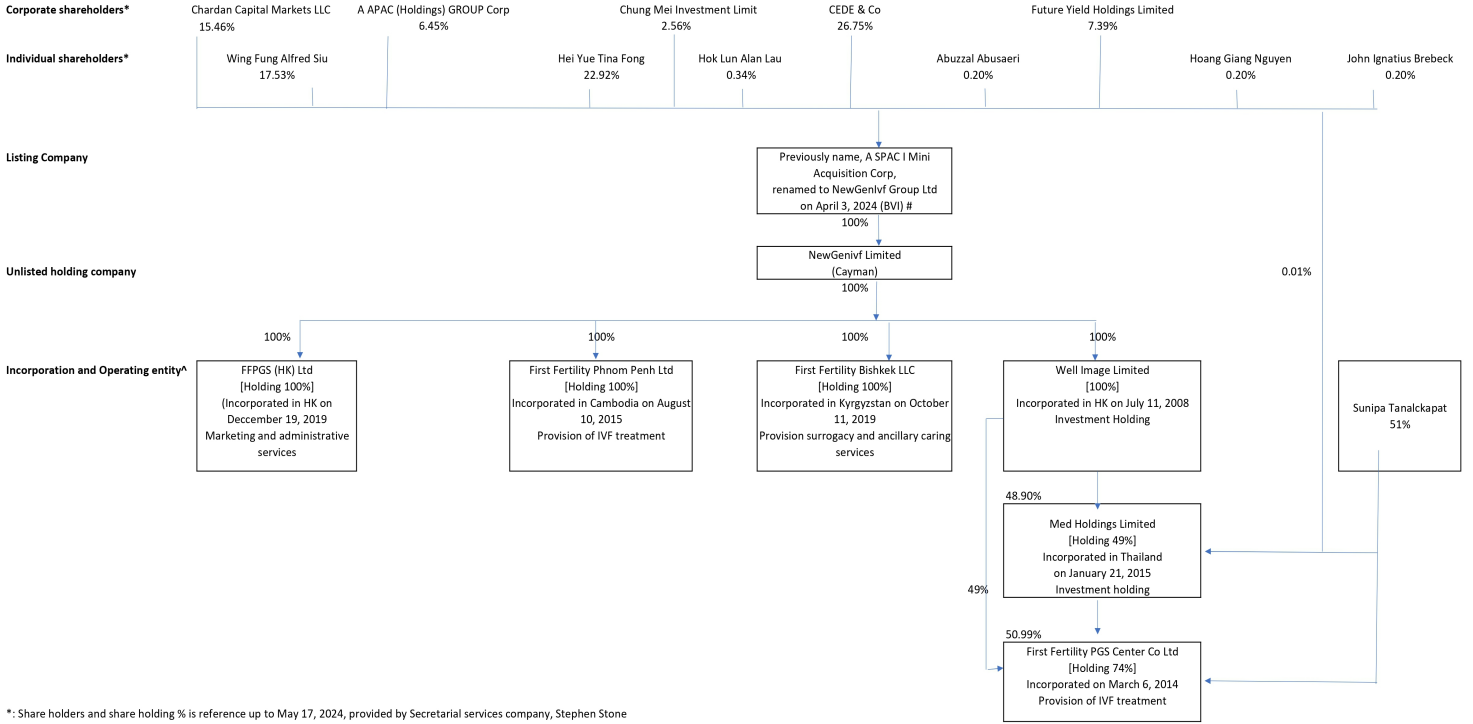 Corporate shareholders*
Chardan Capital Markets LLC
15.46%
A APAC (Holdings) GROUP Corp
6.45%
Chung Mei Investment Limit
2.56%
CEDE & Co
26.75%
Future Yield Holdings Limited
7.39%
Individual shareholders*
Wing Fung Alfred Siu
17.53%
Hei Yue Tina Fong
22.92%
Hok Lun Alan Lau
0.34%
Abuzzal Abusaeri
0.20%
Hoang Giang Nguyen
0.20%
John Ignatius Brebeck
0.20%
Listing Company
Previously name, A SPAC I Mini
Acquisition Corp,
renamed to NewGenIvf Group Ltd
on April 3, 2024 (BVI) #
100%
Unlisted holding company
NewGenivf Limited
(Cayman)
100%
0.01%
100%
100%
100%
100%
Incorporation and Operating entity^
FFPGS (HK) Ltd
[Holding 100%]
(Incorporated in HK on
Deccember 19, 2019
Marketing and administrative
services
First Fertility Phnom Penh Ltd
[Holding 100%]
Incorporated in Cambodia on August
10, 2015
Provision of IVF treatment
First Fertility Bishkek LLC
[Holding 100%]
Incorporated in Kyrgyzstan on October
11, 2019
Provision surrogacy and ancillary caring
services
Well Image Limited
[100%]
Incorporated in HK on July 11, 2008
Investment Holding
Sunipa Tanalckapat
51%
48.90%
Med Holdings Limited
[Holding 49%]
Incorporated in Thailand
on January 21, 2015
Investment holding
49%
50.99%
First Fertility PGS Center Co Ltd
[Holding 74%]
Incorporated on March 6, 2014
Provision of IVF treatment
*: Share holders and share holding % is reference up to May 17, 2024, provided by Secretarial services company, Stephen Stone